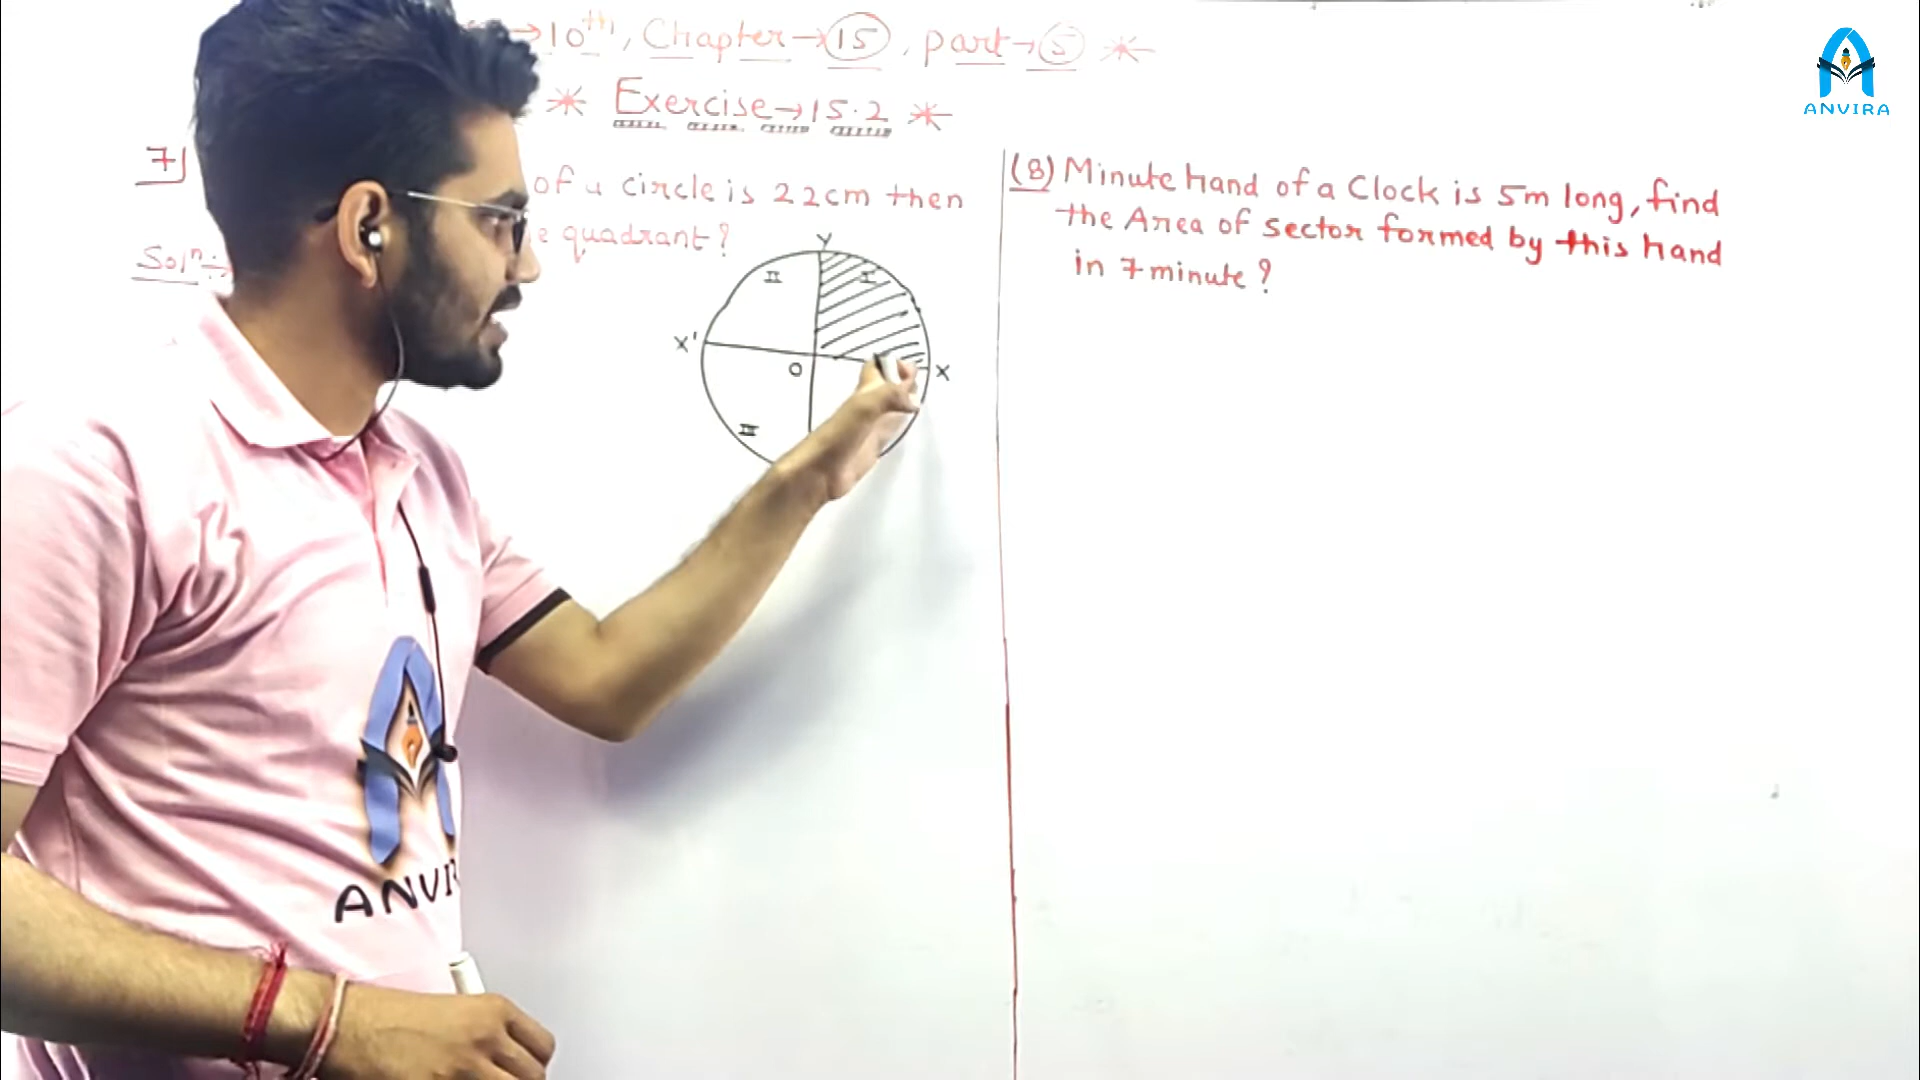 →10th, Chapter→15, part→5 ✳
✳ Exercise→15.2 ✳
7) of a circle is 22cm then
quadrant?
Soln:→
Y
II I
X' O X
III
(8) Minute hand of a Clock is 5m long, find
the Area of sector formed by this hand
in 7 minute?
ANVIRA
ANVI